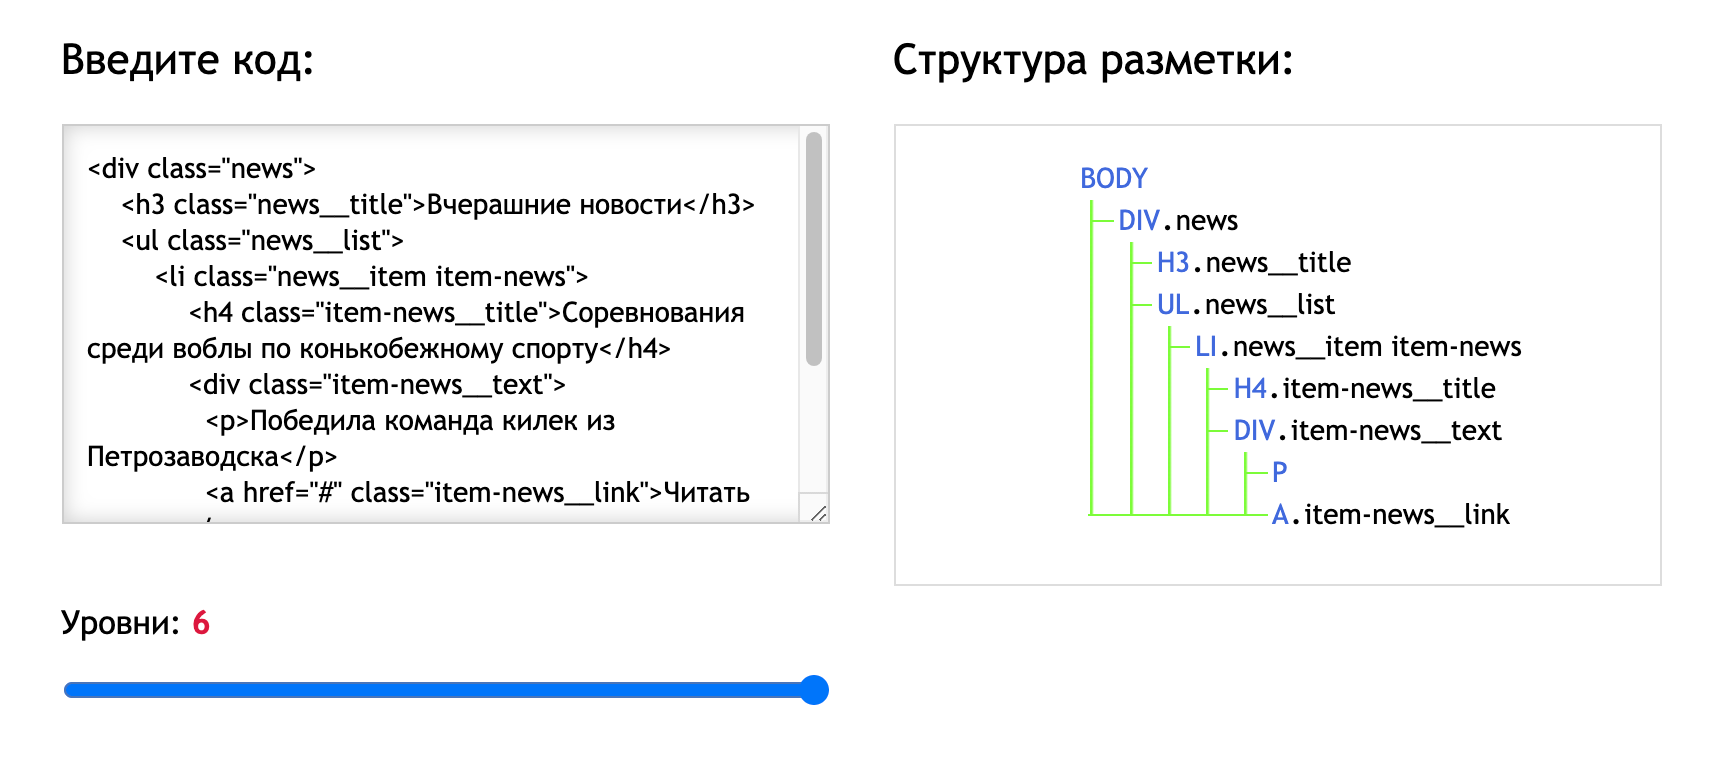 Введите код:
<div class="news">
<h3 class="news__title">Вчерашние новости</h3>
<ul class="news__list">
<li class="news__item item-news">
<h4 class="item-news__title">Соревнования
среди воблы по конькобежному спорту</h4>
<div class="item-news__text">
<p>Победила команда килек из
Петрозаводска</p>
<a href="#" class="item-news__link">Читать
Уровни: 6
Структура разметки:
BODY
DIV.news
H3.news__title
UL.news__list
LI.news__item item-news
H4.item-news__title
DIV.item-news__text
P
A.item-news__link